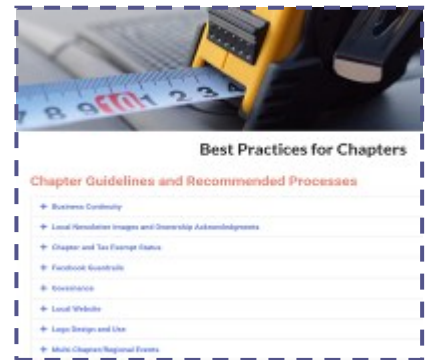 7 8 9 10 1 2 3 4
Best Practices for Chapters
Chapter Guidelines and Recommended Processes
+ Business Continuity
+ Local Newsletter Images and Ownership Acknowledgments
+ Chapter and Tax Exempt Status
+ Facebook Guardrails
+ Governance
+ Local Website
+ Logo Design and Use
+ Multi-Chapter/Regional Events